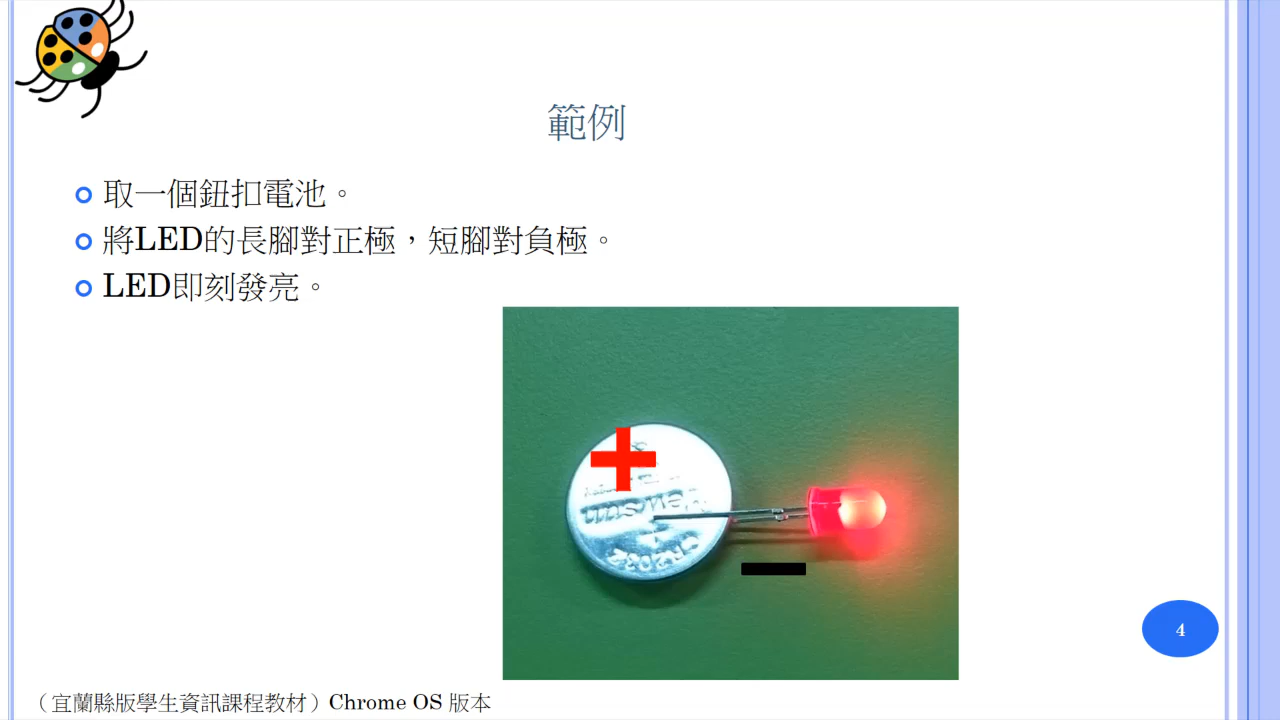 範例
取一個鈕扣電池。
將LED的長腳對正極，短腳對負極。
LED即刻發亮。
Newsun
CR2032
4
（宜蘭縣版學生資訊課程教材）Chrome OS 版本